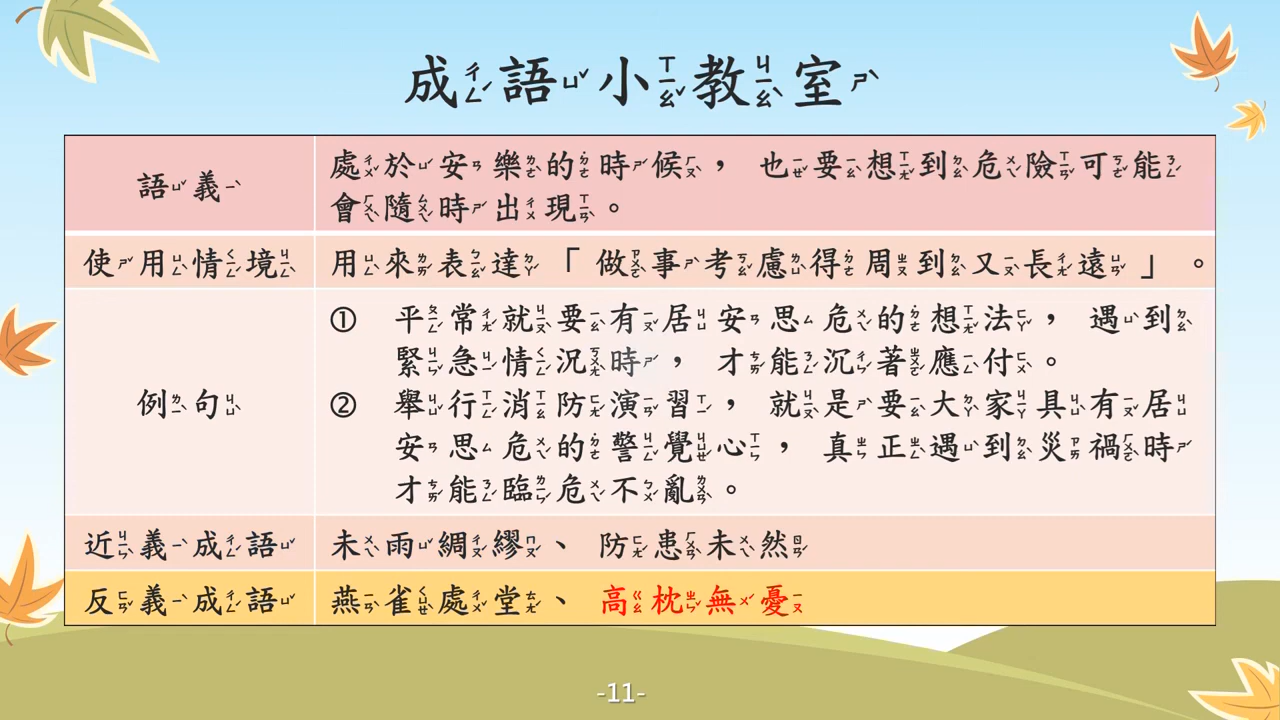 成語小教室
語義
處於安樂的時候，也要想到危險可能
會隨時出現。
使用情境
用來表達「做事考慮得周到又長遠」。
例句
① 平常就要有居安思危的想法，遇到
緊急情況時，才能沉著應付。
② 舉行消防演習，就是要大家具有居
安思危的警覺心，真正遇到災禍時
才能臨危不亂。
近義成語
未雨綢繆、防患未然
反義成語
燕雀處堂、高枕無憂
-11-